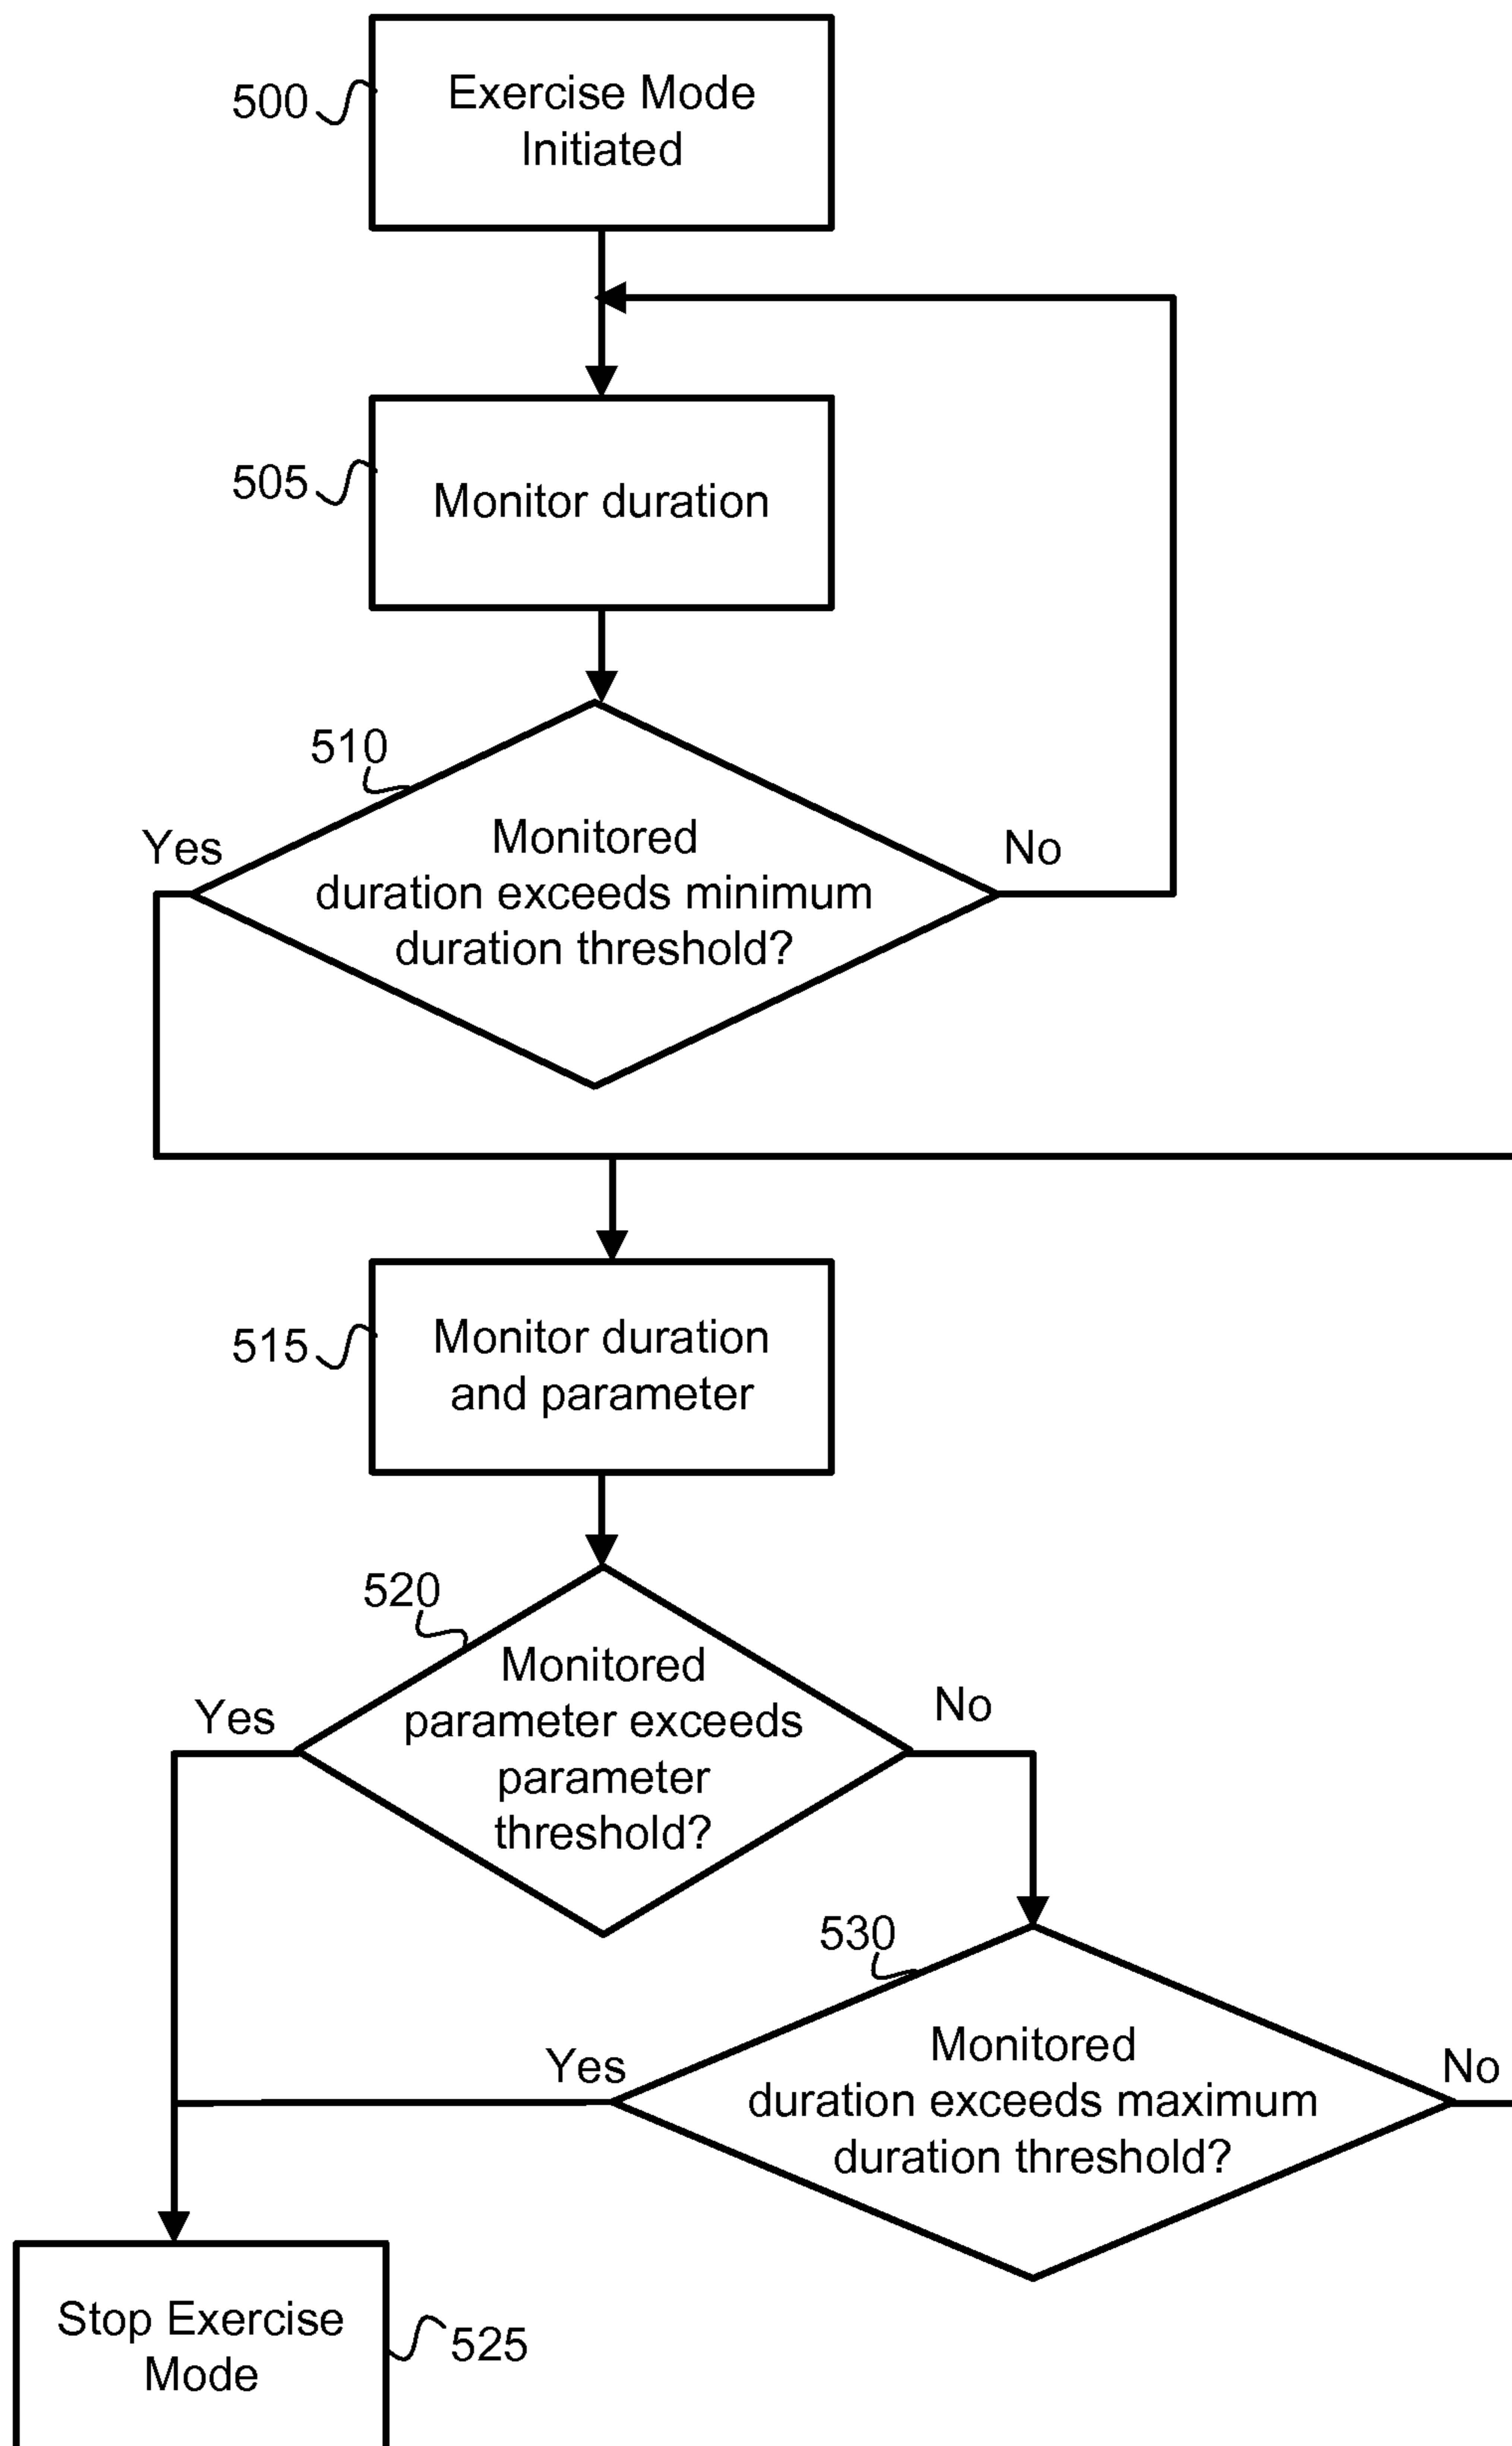 500
Exercise Mode
Initiated
505
Monitor duration
510
Yes
No
Monitored
duration exceeds minimum
duration threshold?
515
Monitor duration
and parameter
520
Yes
No
Monitored
parameter exceeds
parameter
threshold?
530
Yes
No
Monitored
duration exceeds maximum
duration threshold?
Stop Exercise
Mode
525